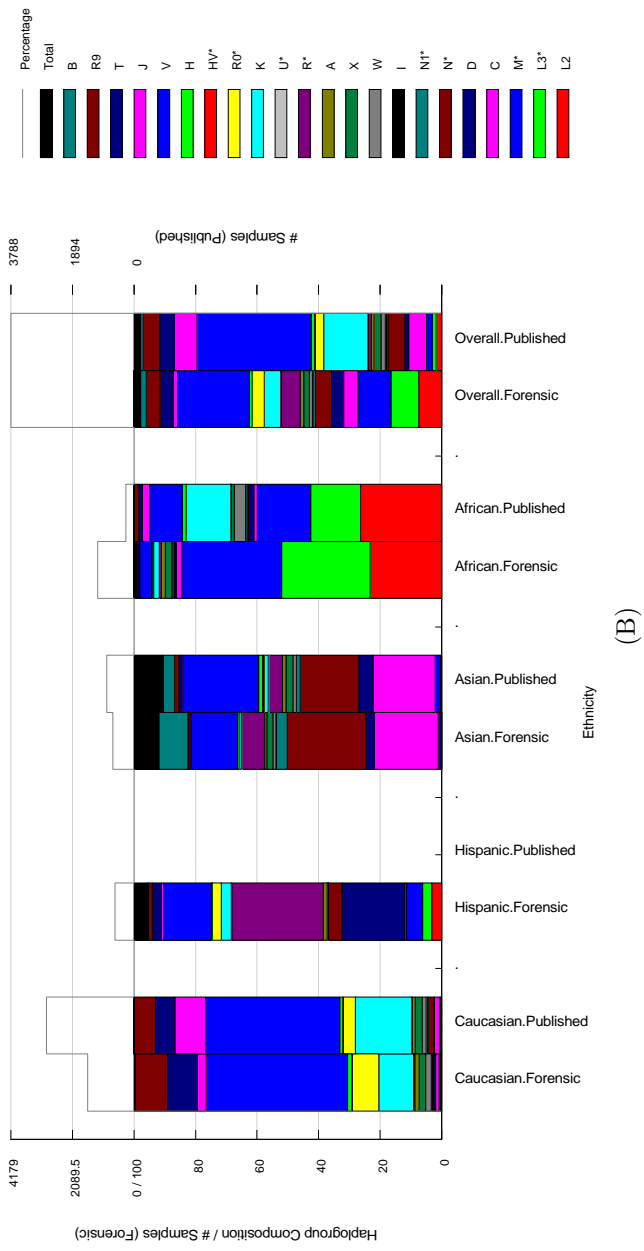 Percentage
Total
B
R9
T
J
V
H
HV*
R0*
K
U*
R*
A
X
W
I
N1*
N*
D
C
M*
L3*
L2
# Samples (Published)
3788
1894
0
Overall.Published
Overall.Forensic
.
African.Published
African.Forensic
.
Asian.Published
Asian.Forensic
.
Hispanic.Published
Hispanic.Forensic
.
Caucasian.Published
Caucasian.Forensic
Ethnicity
4179
2089.5
0 / 100
80
60
40
20
0
Haplogroup Composition / # Samples (Forensic)
(B)